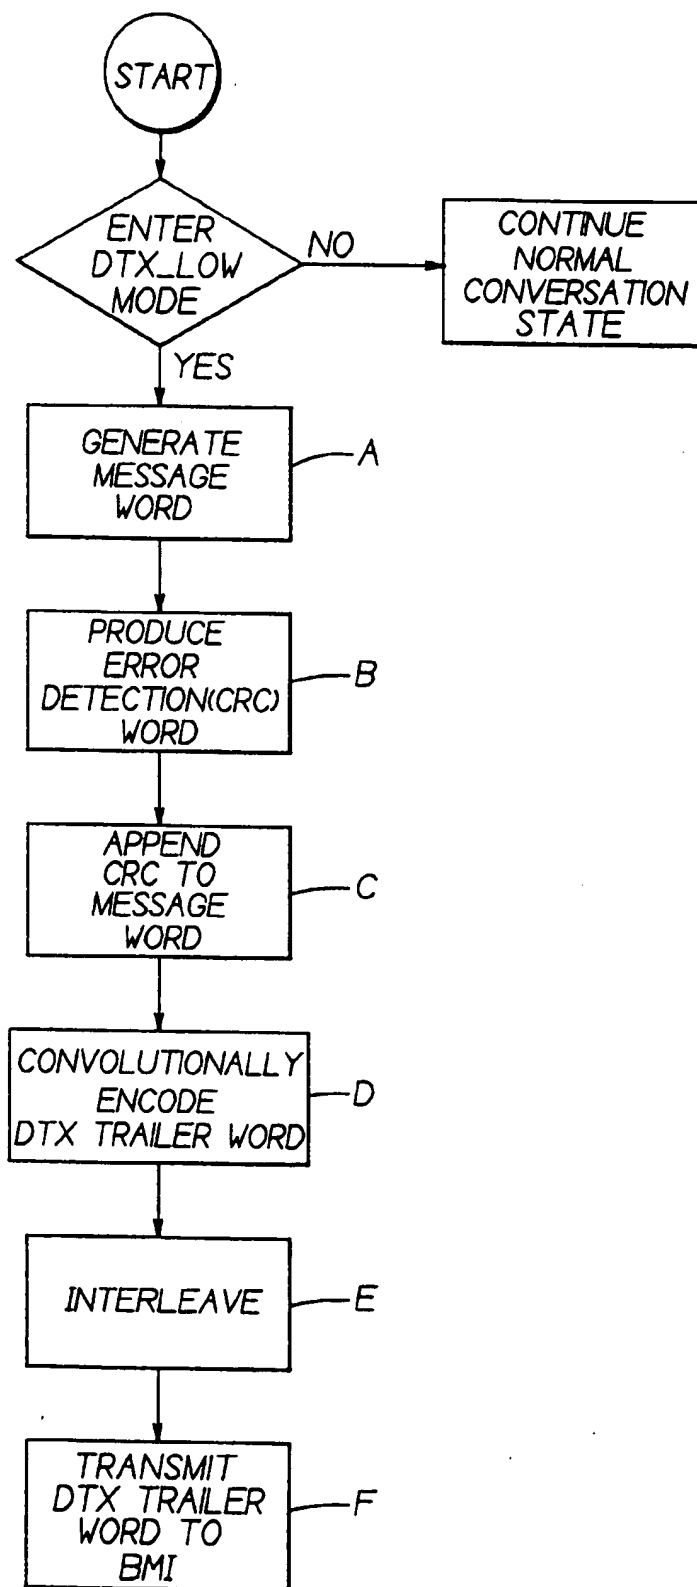 START
ENTER
DTX_LOW
MODE
NO
CONTINUE
NORMAL
CONVERSATION
STATE
YES
GENERATE
MESSAGE
WORD
A
PRODUCE
ERROR
DETECTION(CRC)
WORD
B
APPEND
CRC TO
MESSAGE
WORD
C
CONVOLUTIONALLY
ENCODE
DTX TRAILER WORD
D
INTERLEAVE
E
TRANSMIT
DTX TRAILER
WORD TO
BMI
F